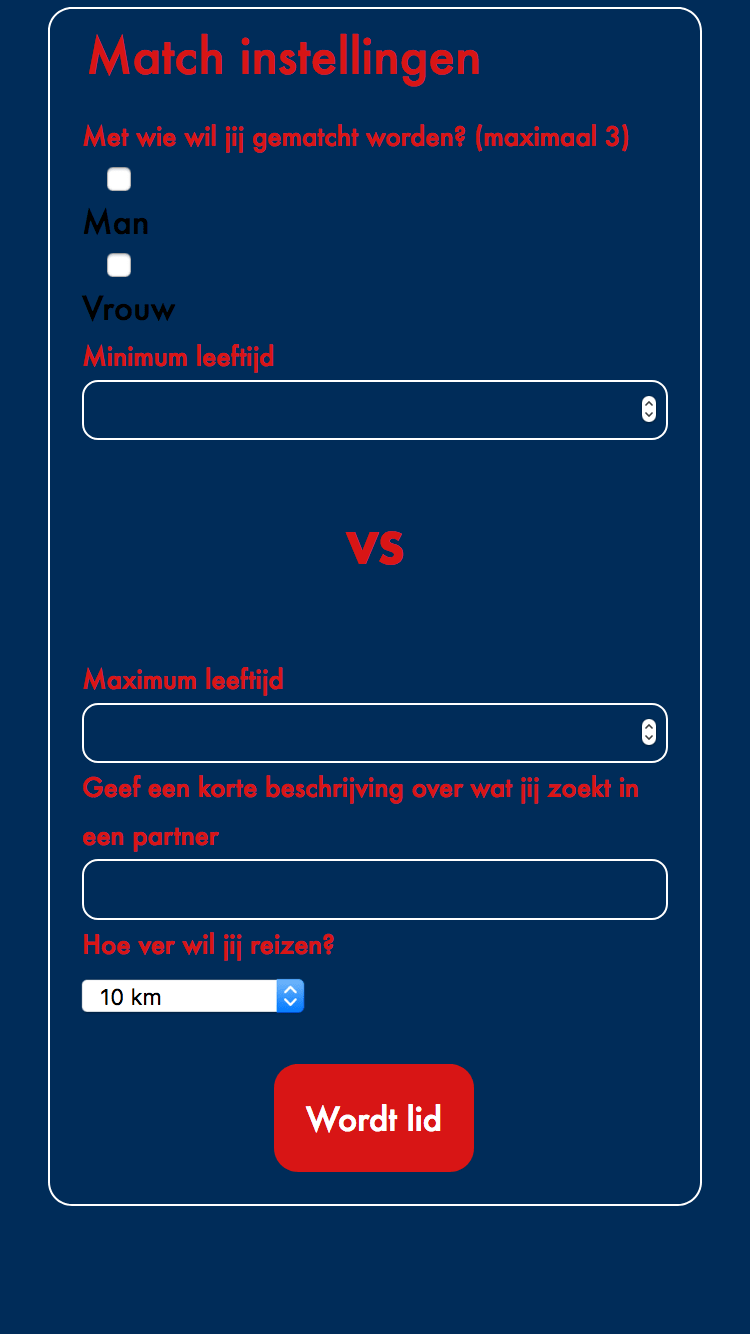 Match instellingen
Met wie wil jij gematcht worden? (maximaal 3)
Man
Vrouw
Minimum leeftijd
VS
Maximum leeftijd
Geef een korte beschrijving over wat jij zoekt in
een partner
Hoe ver wil jij reizen?
10 km
Wordt lid